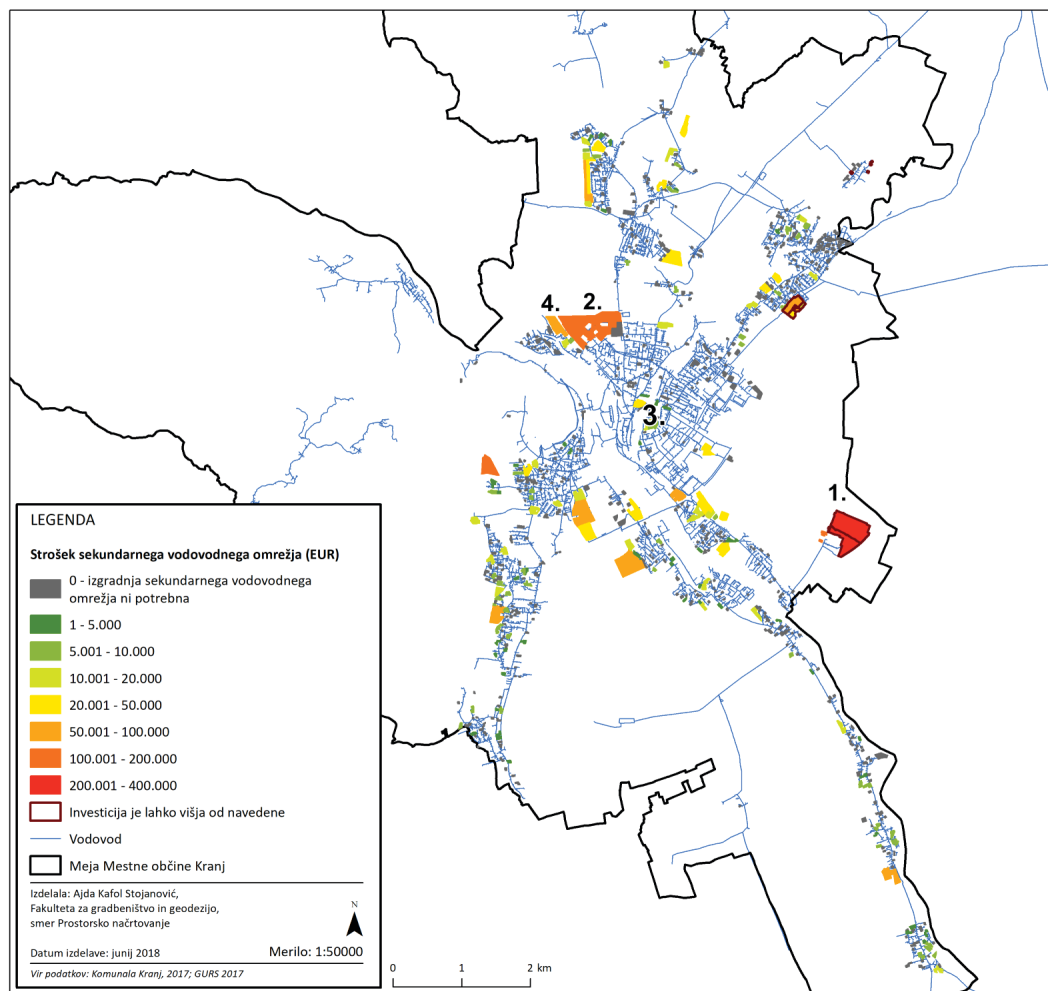 4.
2.
3.
1.
LEGENDA
Strošek sekundarnega vodovodnega omrežja (EUR)
0 - izgradnja sekundarnega vodovodnega
omrežja ni potrebna
1 - 5.000
5.001 - 10.000
10.001 - 20.000
20.001 - 50.000
50.001 - 100.000
100.001 - 200.000
200.001 - 400.000
Investicija je lahko višja od navedene
Vodovod
Meja Mestne občine Kranj
Izdelala: Ajda Kafol Stojanović,
Fakulteta za gradbeništvo in geodezijo,
smer Prostorsko načrtovanje
N
Datum izdelave: junij 2018
Merilo: 1:50000
Vir podatkov: Komunala Kranj, 2017; GURS 2017
0 1 2 km